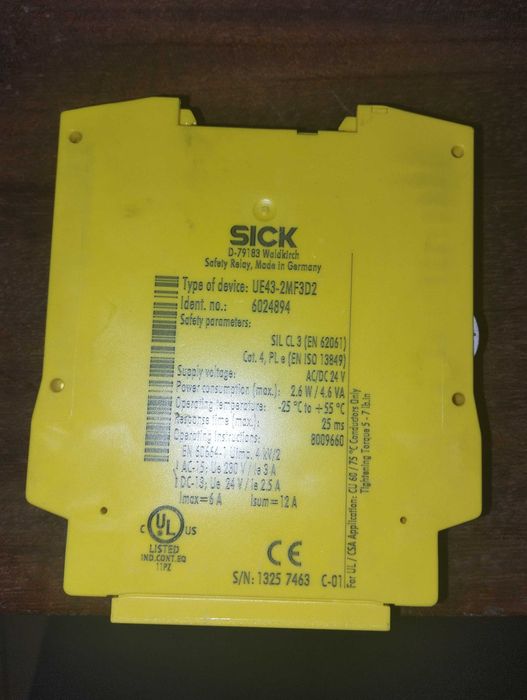 SICK
D-79183 Waldkirch
Safety Relay, Made in Germany
Type of device: UE43-2MF3D2
Ident. no.: 6024894
Safety parameters:
SIL CL 3 (EN 62061)
Cat. 4, PL e (EN ISO 13849)
Supply voltage: AC/DC 24 V
Power consumption (max.): 2.6 W / 4.6 VA
Operating temperature: -25 °C to +55 °C
Response time (max.): 25 ms
Operating Instructions: 8009660
EN 60664-1 Uimp. 4 kV/2
AC-15; Ue 230 V / Ie 3 A
DC-13; Ue 24 V / Ie 2.5 A
Imax=6 A Isum=12 A
C UL US
LISTED
IND.CONT.EQ
11PZ
CE
S/N: 1325 7463 C-01
For UL / CSA Application: CU 60 / 75 °C Conductors Only
Tightening Torque 5 - 7 lb.in